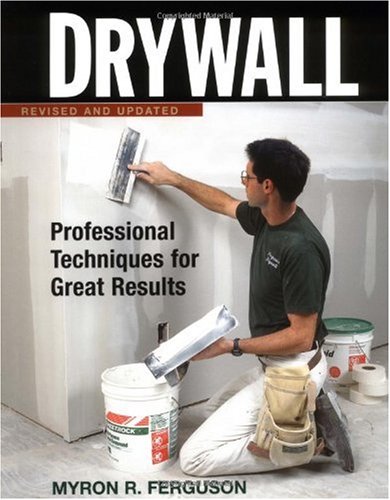 DRYWALL
REVISED AND UPDATED
Professional
Techniques for
Great Results
MYRON R. FERGUSON